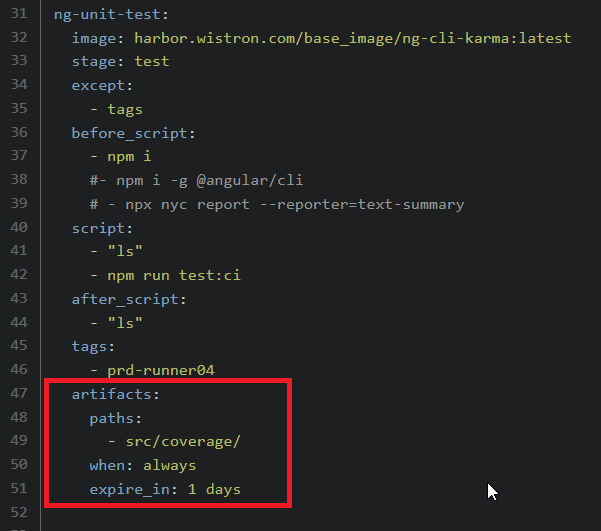 31 ng-unit-test:
32 image: harbor.wistron.com/base_image/ng-cli-karma:latest
33 stage: test
34 except:
35 - tags
36 before_script:
37 - npm i
38 #- npm i -g @angular/cli
39 # - npx nyc report --reporter=text-summary
40 script:
41 - "ls"
42 - npm run test:ci
43 after_script:
44 - "ls"
45 tags:
46 - prd-runner04
47 artifacts:
48 paths:
49 - src/coverage/
50 when: always
51 expire_in: 1 days
52